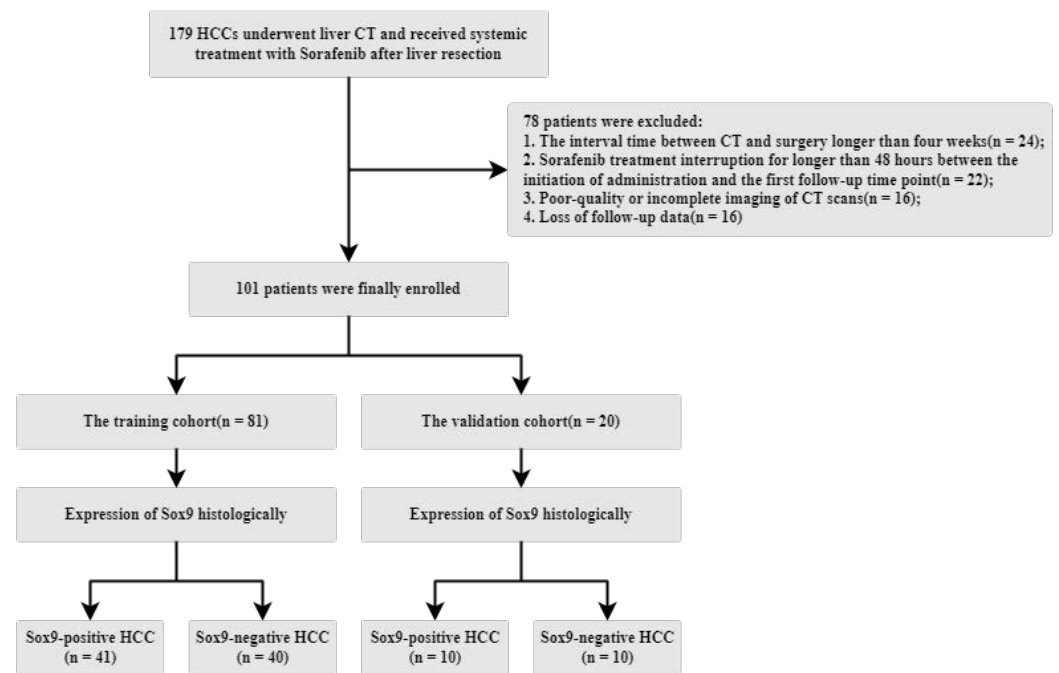 179 HCCs underwent liver CT and received systemic
treatment with Sorafenib after liver resection
78 patients were excluded:
1. The interval time between CT and surgery longer than four weeks(n = 24);
2. Sorafenib treatment interruption for longer than 48 hours between the
initiation of administration and the first follow-up time point(n = 22);
3. Poor-quality or incomplete imaging of CT scans(n = 16);
4. Loss of follow-up data(n = 16)
101 patients were finally enrolled
The training cohort(n = 81)
The validation cohort(n = 20)
Expression of Sox9 histologically
Expression of Sox9 histologically
Sox9-positive HCC
(n = 41)
Sox9-negative HCC
(n = 40)
Sox9-positive HCC
(n = 10)
Sox9-negative HCC
(n = 10)